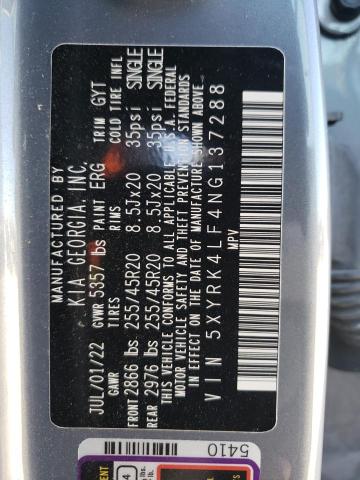 MANUFACTURED BY
KIA GEORGIA INC.
JUL/01/22 GVWR 5357 lbs PAINT ERG TRIM GYT
GAWR TIRES RIMS COLD TIRE INFL
FRONT 2866 lbs 255/45R20 8.5Jx20 35psi SINGLE
REAR 2976 lbs 255/45R20 8.5Jx20 35psi SINGLE
THIS VEHICLE CONFORMS TO ALL APPLICABLE U.S.A. FEDERAL
MOTOR VEHICLE SAFETY AND THEFT PREVENTION STANDARDS
IN EFFECT ON THE DATE OF MANUFACTURE SHOWN ABOVE.
VIN 5XYRK4LF4NG137288
MPV
5410